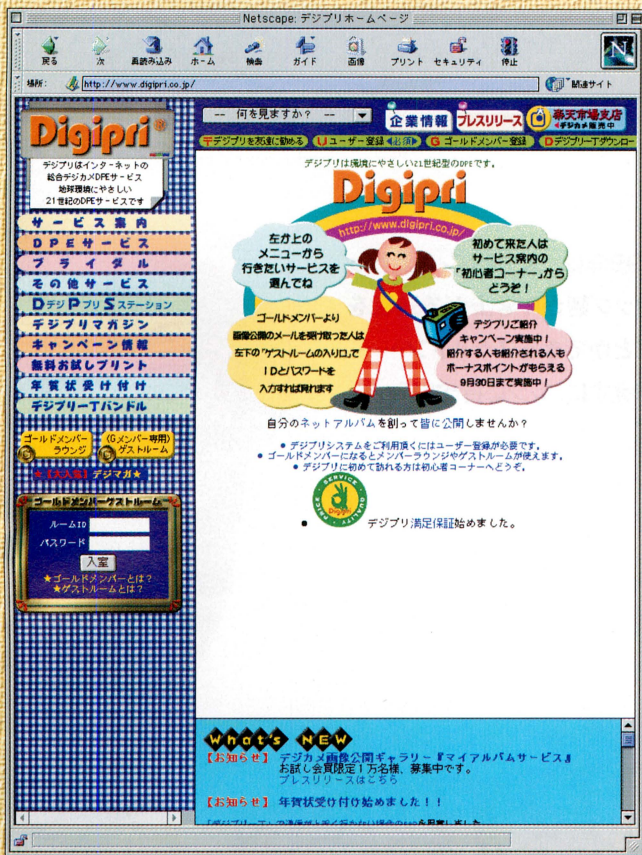 Netscape: デジプリホームページ
戻る 次 再読み込み ホーム 検索 ガイド 画像 プリント セキュリティ 停止
N
場所: http://www.digipri.co.jp/ 関連サイト
Digipri
デジプリはインターネットの
総合デジカメDPEサービス
地球環境にやさしい
21世紀のDPEサービスです
サービス案内
DPEサービス
ブライダル
その他サービス
DデジPプリSステーション
デジプリマガジン
キャンペーン情報
無料お試しプリント
年賀状受け付け
デジプリーTバンドル
ゴールドメンバー
ラウンジ
(Gメンバー専用)
ゲストルーム
デジマガ★
ゴールドメンバーゲストルーム
ルームID
パスワード
入室
★ゴールドメンバーとは?
★ゲストルームとは?
-- 何を見ますか? --
企業情報
プレスリリース
楽天市場支店
デジカメ販売中
〒デジプリを友達に勧める
Uユーザー登録◀必須▶
Gゴールドメンバー登録
DデジプリーTダウンロー
デジプリは環境にやさしい21世紀型のDPEです。
Digipri
http://www.digipri.co.jp/
左か上の
メニューから
行きたいサービスを
選んでね
初めて来た人は
サービス案内の
「初心者コーナー」から
どうぞ!
ゴールドメンバーより
画像公開のメールを受け取った人は
左下の「ゲストルームの入り口」で
IDとパスワードを
入力すれば見れます
デジプリご紹介
キャンペーン実施中!
紹介する人も紹介される人も
ボーナスポイントがもらえる
9月30日まで実施中!
自分のネットアルバムを創って皆に公開しませんか?
● デジプリシステムをご利用頂くにはユーザー登録が必要です。
● ゴールドメンバーになるとメンバーラウンジやゲストルームが使えます。
● デジプリに初めて訪れる方は初心者コーナーへどうぞ。
PRICE・SERVICE・QUALITY
Digipri
● デジプリ満足保証始めました。
What's NEW
【お知らせ】 デジカメ画像公開ギャラリー『マイアルバムサービス』
お試し会員限定1万名様、募集中です。
プレスリリースはこちら
【お知らせ】 年賀状受け付け始めました!!